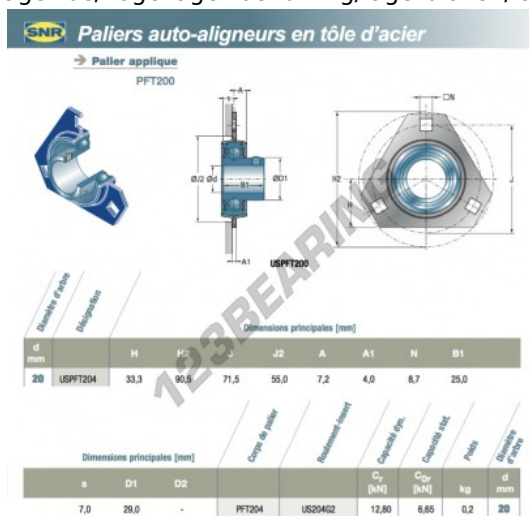 SNR Paliers auto-aligneurs en tôle d'acier
Palier applique
PFT200
A
s
□N
ØJ2
Ød
B1
ØD1
H2
J
H
A1
USPFT200
123BEARING
Diamètre d'arbre
Désignation
Dimensions principales [mm]
d mm H H2 J J2 A A1 N B1
20 USPFT204 33,3 90,5 71,5 55,0 7,2 4,0 8,7 25,0
Corps de palier
Roulement-insert
Capacité dyn.
Capacité stat.
Poids
Diamètre d'arbre
Dimensions principales [mm]
s D1 D2 Cr [kN] C0r [kN] kg d mm
7,0 29,0 - PFT204 US204G2 12,80 6,65 0,2 20